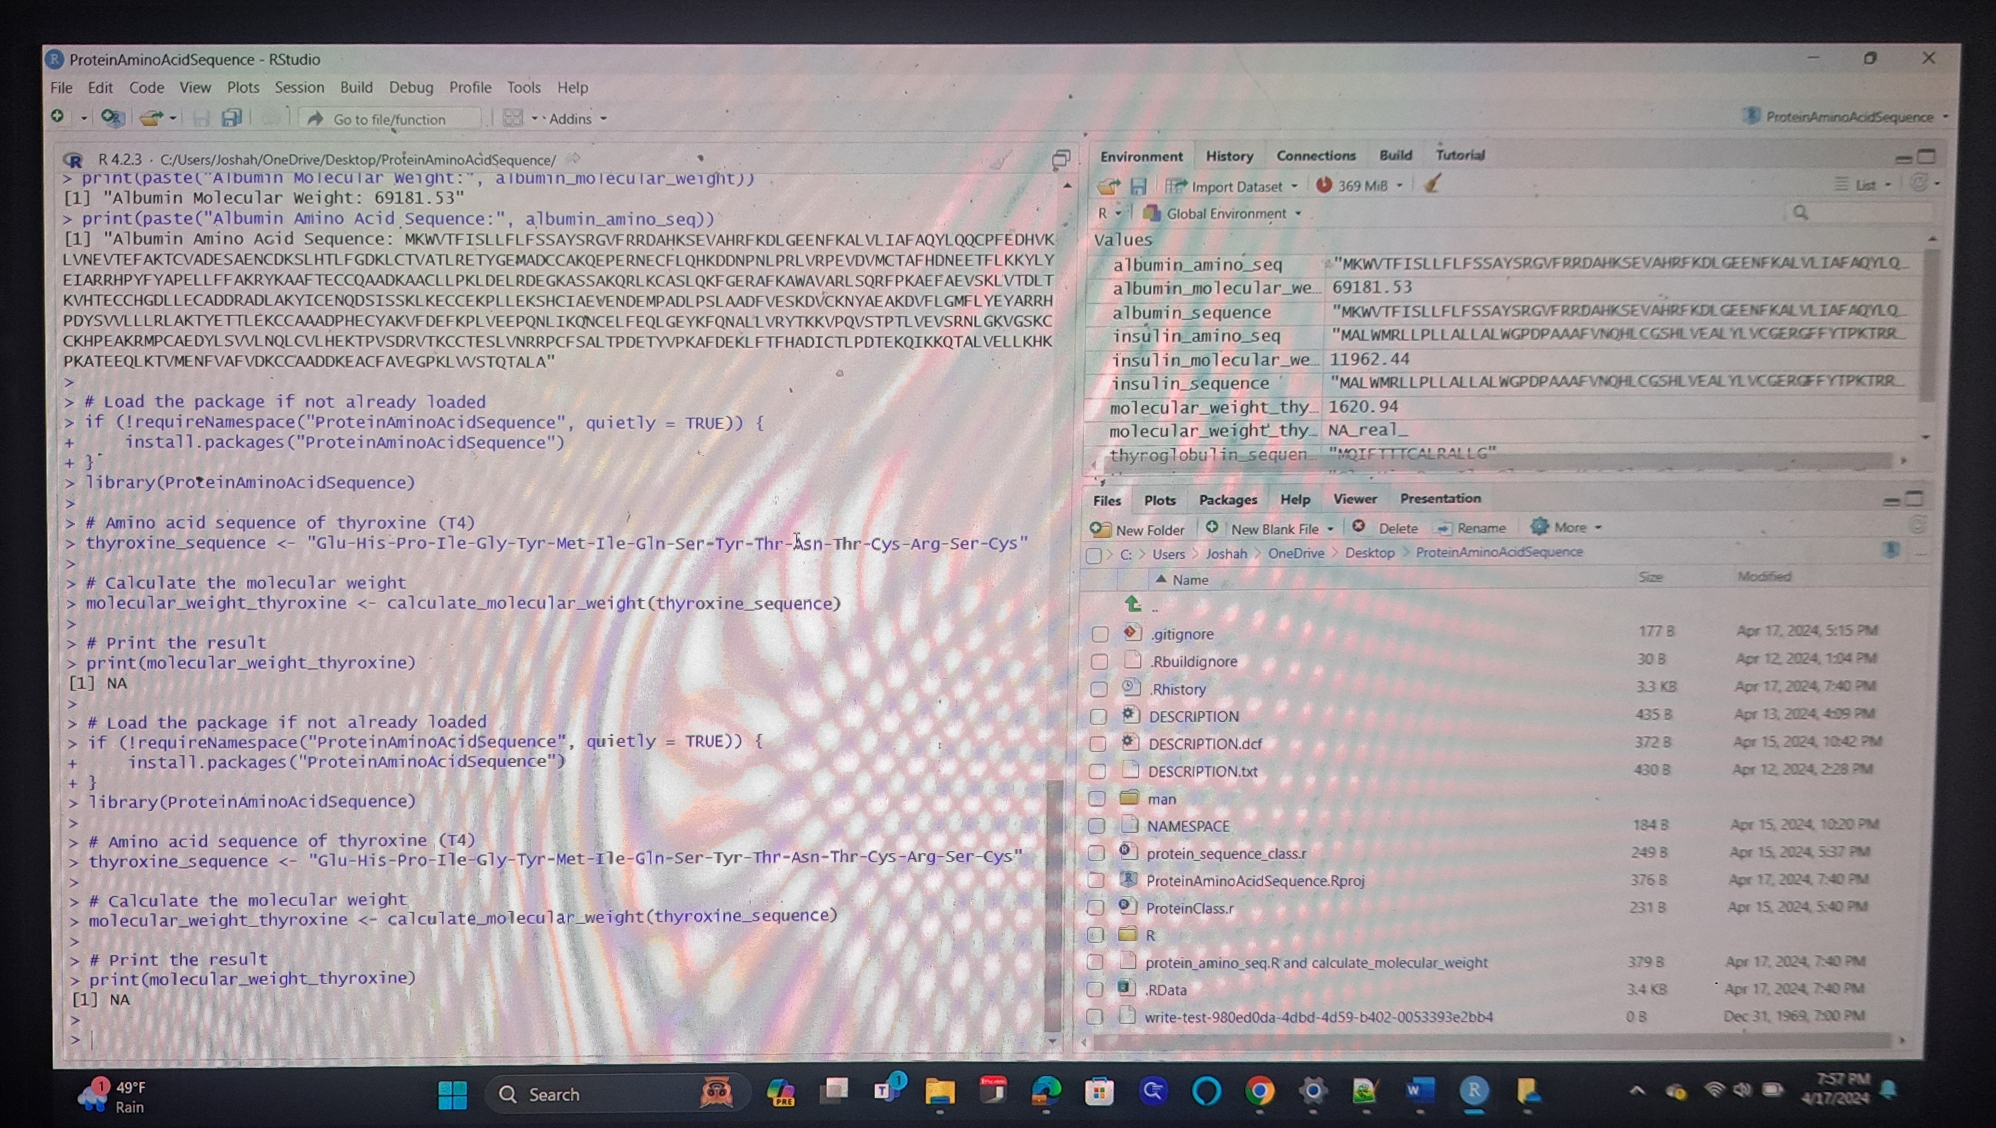 ProteinAminoAcidSequence - RStudio
File Edit Code View Plots Session Build Debug Profile Tools Help
Go to file/function Addins
ProteinAminoAcidSequence
R 4.2.3 · C:/Users/Joshah/OneDrive/Desktop/ProteinAminoAcidSequence/
> print(paste("Albumin Molecular Weight:", albumin_molecular_weight))
[1] "Albumin Molecular Weight: 69181.53"
> print(paste("Albumin Amino Acid Sequence:", albumin_amino_seq))
[1] "Albumin Amino Acid Sequence: MKWVTFISLLFLFSSAYSRGVFRRDAHKSEVAHRFKDLGEENFKALVLIAFAQYLQQCPFEDHVK
LVNEVTEFAKTCVADESAENCDKSLHTLFGDKLCTVATLRETYGEMADCCAKQEPERNECFLQHKDDNPNLPRLVRPEVDVMCTAFHDNEETFLKKYLY
EIARRHPYFYAPELLFFAKRYKAAFTECCQAADKAACLLPKLDELRDEGKASSAKQRLKCASLQKFGERAFKAWAVARLSQRFPKAEFAEVSKLVTDLT
KVHTECCHGDLLECADDRADLAKYICENQDSISSKLKECCEKPLLEKSHCIAEVENDEMPADLPSLAADFVESKDVCKNYAEAKDVFLGMFLYEYARRH
PDYSVVLLLRLAKTYETTLEKCCAAADPHECYAKVFDEFKPLVEEPQNLIKQNCELFEQLGEYKFQNALLVRYTKKVPQVSTPTLVEVSRNLGKVGSKC
CKHPEAKRMPCAEDYLSVVLNQLCVLHEKTPVSDRVTKCCTESLVNRRPCFSALTPDETYVPKAFDEKLFTFHADICTLPDTEKQIKKQTALVELLKHK
PKATEEQLKTVMENFVAFVDKCCAADDKEACFAVEGPKLVVSTQTALA"
>
> # Load the package if not already loaded
> if (!requireNamespace("ProteinAminoAcidSequence", quietly = TRUE)) {
+     install.packages("ProteinAminoAcidSequence")
+ }
> library(ProteinAminoAcidSequence)
>
> # Amino acid sequence of thyroxine (T4)
> thyroxine_sequence <- "Glu-His-Pro-Ile-Gly-Tyr-Met-Ile-Gln-Ser-Tyr-Thr-Asn-Thr-Cys-Arg-Ser-Cys"
>
> # Calculate the molecular weight
> molecular_weight_thyroxine <- calculate_molecular_weight(thyroxine_sequence)
>
> # Print the result
> print(molecular_weight_thyroxine)
[1] NA
>
> # Load the package if not already loaded
> if (!requireNamespace("ProteinAminoAcidSequence", quietly = TRUE)) {
+     install.packages("ProteinAminoAcidSequence")
+ }
> library(ProteinAminoAcidSequence)
>
> # Amino acid sequence of thyroxine (T4)
> thyroxine_sequence <- "Glu-His-Pro-Ile-Gly-Tyr-Met-Ile-Gln-Ser-Tyr-Thr-Asn-Thr-Cys-Arg-Ser-Cys"
>
> # Calculate the molecular weight
> molecular_weight_thyroxine <- calculate_molecular_weight(thyroxine_sequence)
>
> # Print the result
> print(molecular_weight_thyroxine)
[1] NA
>
>
Environment History Connections Build Tutorial
Import Dataset 369 MiB List
R Global Environment
Values
albumin_amino_seq "MKWVTFISLLFLFSSAYSRGVFRRDAHKSEVAHRFKDLGEENFKALVLIAFAQYLQ…
albumin_molecular_we… 69181.53
albumin_sequence "MKWVTFISLLFLFSSAYSRGVFRRDAHKSEVAHRFKDLGEENFKALVLIAFAQYLQ…
insulin_amino_seq "MALWMRLLPLLALLALWGPDPAAAFVNQHLCGSHLVEALYLVCGERGFFYTPKTRR…
insulin_molecular_we… 11962.44
insulin_sequence "MALWMRLLPLLALLALWGPDPAAAFVNQHLCGSHLVEALYLVCGERGFFYTPKTRR…
molecular_weight_thy… 1620.94
molecular_weight_thy… NA_real_
thyroglobulin_sequen… "MQIFTTTCALRALLG"
Files Plots Packages Help Viewer Presentation
New Folder New Blank File Delete Rename More
C: > Users > Joshah > OneDrive > Desktop > ProteinAminoAcidSequence
Name Size Modified
..
.gitignore 177 B Apr 17, 2024, 5:15 PM
.Rbuildignore 30 B Apr 12, 2024, 1:04 PM
.Rhistory 3.3 KB Apr 17, 2024, 7:40 PM
DESCRIPTION 435 B Apr 13, 2024, 4:09 PM
DESCRIPTION.dcf 372 B Apr 15, 2024, 10:42 PM
DESCRIPTION.txt 430 B Apr 12, 2024, 2:28 PM
man
NAMESPACE 184 B Apr 15, 2024, 10:20 PM
protein_sequence_class.r 249 B Apr 15, 2024, 5:37 PM
ProteinAminoAcidSequence.Rproj 376 B Apr 17, 2024, 7:40 PM
ProteinClass.r 231 B Apr 15, 2024, 5:40 PM
R
protein_amino_seq.R and calculate_molecular_weight 379 B Apr 17, 2024, 7:40 PM
.RData 3.4 KB Apr 17, 2024, 7:40 PM
write-test-980ed0da-4dbd-4d59-b402-0053393e2bb4 0 B Dec 31, 1969, 7:00 PM
1 49°F
Rain
Search
PRE
1
7:57 PM
4/17/2024